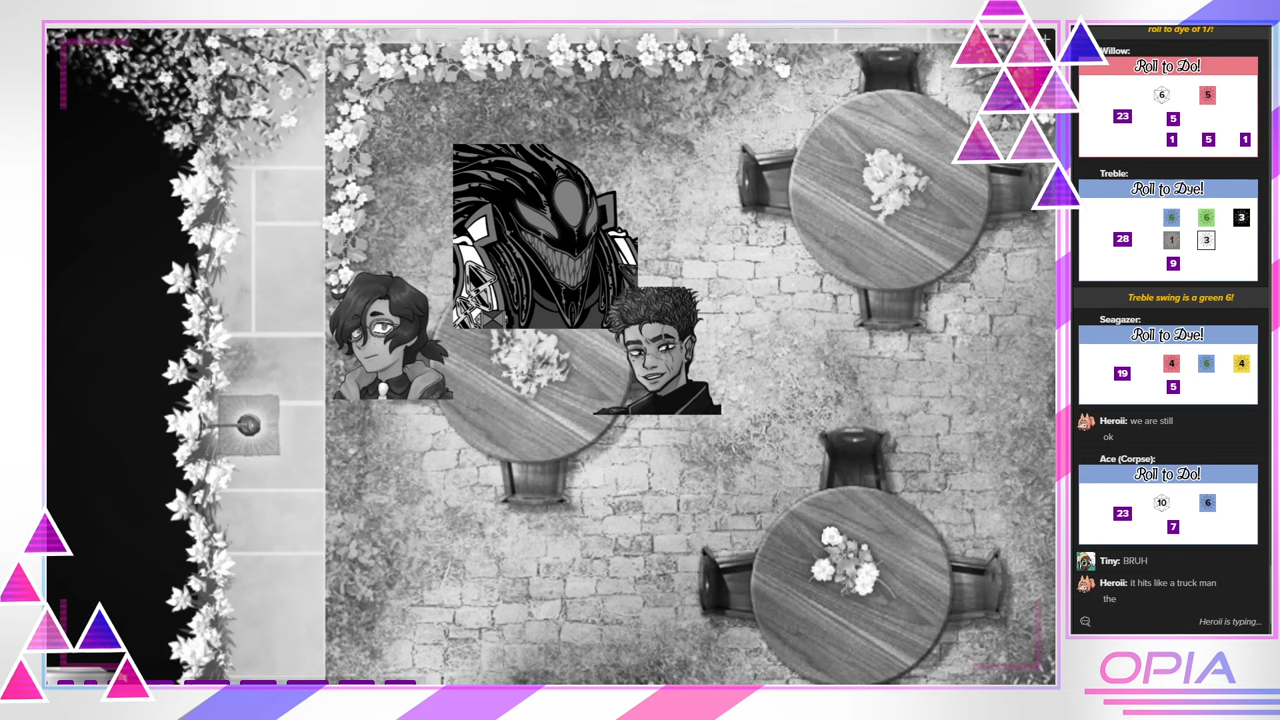 roll to dye of 17!
Willow:
Roll to Do!
6 5
23 5
1 5 1
Treble:
Roll to Dye!
6 6 3
28 1 3
9
Treble swing is a green 6!
Seagazer:
Roll to Dye!
4 6 4
19
5
Heroii: we are still
ok
Ace (Corpse):
Roll to Do!
10 6
23
7
Tiny: BRUH
Heroii: it hits like a truck man
the
Heroii is typing...
OPIA